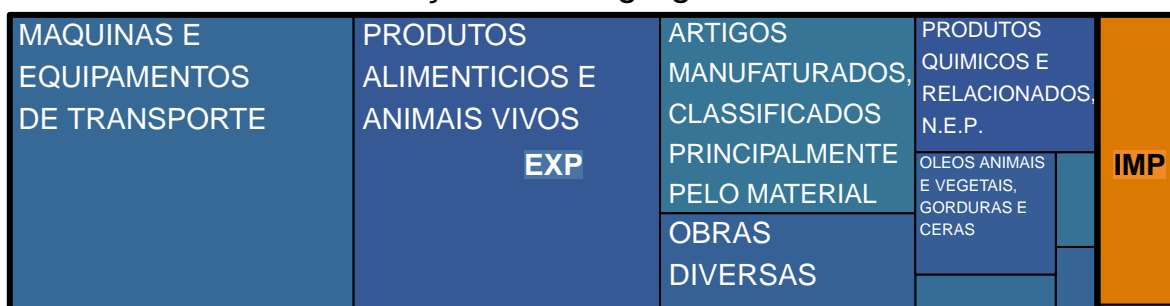 MAQUINAS E
EQUIPAMENTOS
DE TRANSPORTE
PRODUTOS
ALIMENTICIOS E
ANIMAIS VIVOS
EXP
ARTIGOS
MANUFATURADOS,
CLASSIFICADOS
PRINCIPALMENTE
PELO MATERIAL
OBRAS
DIVERSAS
PRODUTOS
QUIMICOS E
RELACIONADOS,
N.E.P.
OLEOS ANIMAIS
E VEGETAIS,
GORDURAS E
CERAS
IMP